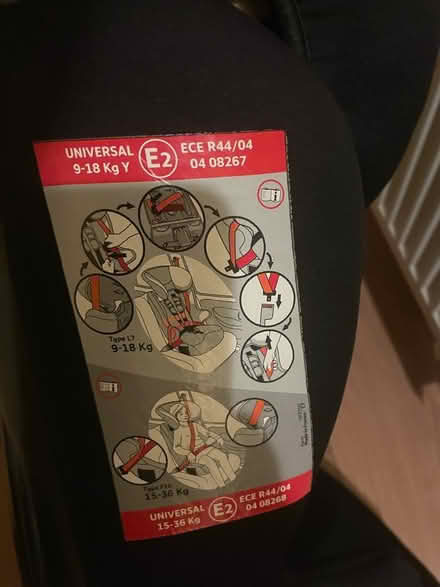 UNIVERSAL
9-18 Kg Y
E2
ECE R44/04
04 08267
9-18 Kg
15-36 Kg
UNIVERSAL
15-36 Kg
E2
ECE R44/04
04 08268